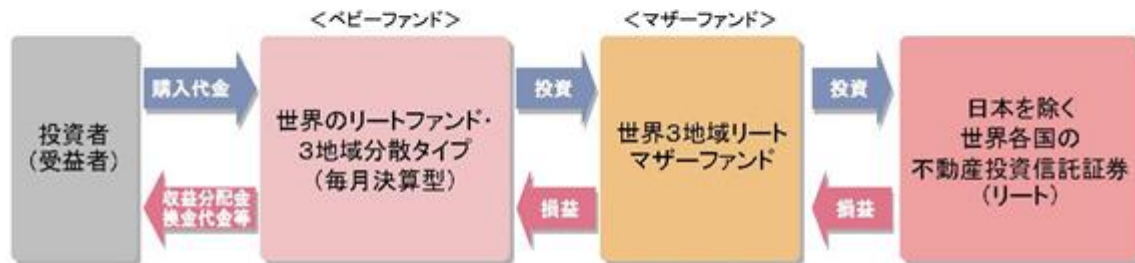 ＜ベビーファンド＞
＜マザーファンド＞
投資者
(受益者)
購入代金
収益分配金
換金代金等
世界のリートファンド・
3地域分散タイプ
(毎月決算型)
投資
損益
世界3地域リート
マザーファンド
投資
損益
日本を除く
世界各国の
不動産投資信託証券
(リート)